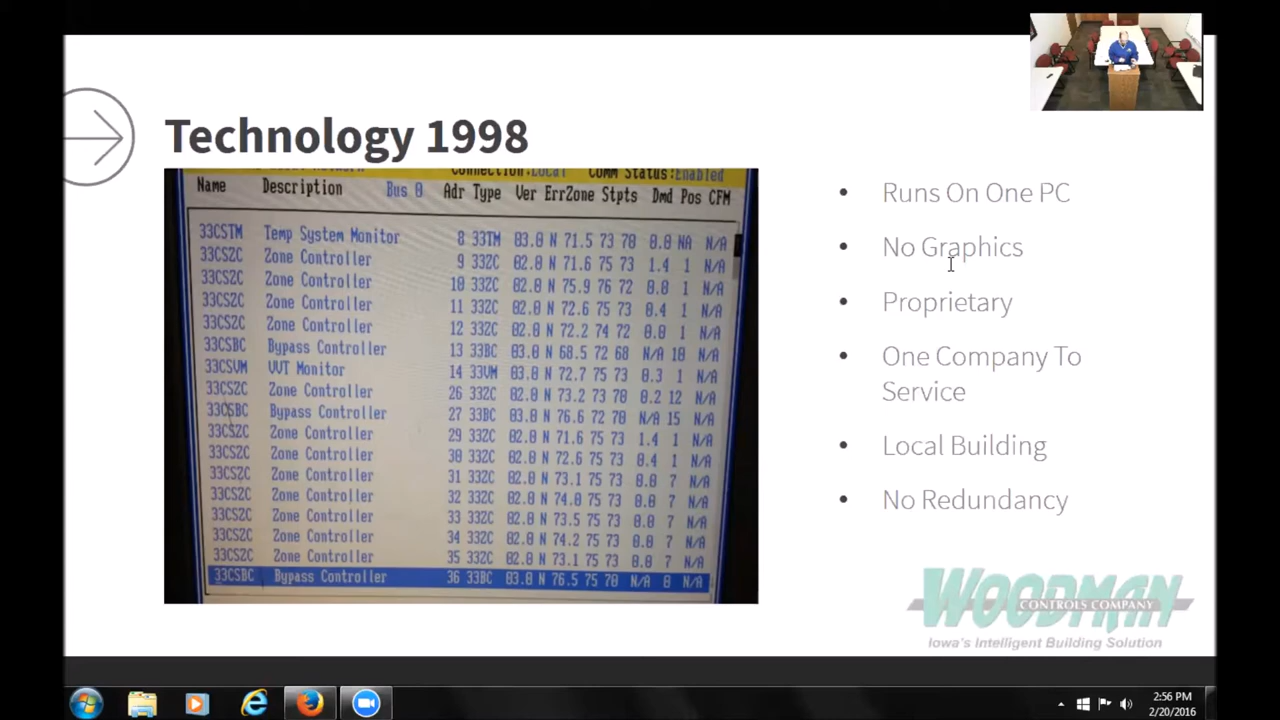 Technology 1998
Connection:Local Comm Status:Enabled
Name Description Bus 0 Adr Type Ver ErrZone Stpts Dmd Pos CFM
33CSTM Temp System Monitor 8 33TM 03.0 N 71.5 73 70 0.0 NA N/A
33CSZC Zone Controller 9 33ZC 02.0 N 71.6 75 73 1.4 1 N/A
33CSZC Zone Controller 10 33ZC 02.0 N 75.9 76 72 0.0 1 N/A
33CSZC Zone Controller 11 33ZC 02.0 N 72.6 75 73 0.4 1 N/A
33CSZC Zone Controller 12 33ZC 02.0 N 72.2 74 72 0.0 1 N/A
33CSBC Bypass Controller 13 33BC 03.0 N 68.5 72 68 N/A 10 N/A
33CSVM VVT Monitor 14 33VM 03.0 N 72.7 75 73 0.3 1 N/A
33CSZC Zone Controller 26 33ZC 02.0 N 73.2 73 70 0.2 12 N/A
33CSBC Bypass Controller 27 33BC 03.0 N 76.6 72 70 N/A 15 N/A
33CSZC Zone Controller 29 33ZC 02.0 N 71.6 75 73 1.4 1 N/A
33CSZC Zone Controller 30 33ZC 02.0 N 72.6 75 73 0.4 1 N/A
33CSZC Zone Controller 31 33ZC 02.0 N 73.1 75 73 0.0 7 N/A
33CSZC Zone Controller 32 33ZC 02.0 N 74.0 75 73 0.0 7 N/A
33CSZC Zone Controller 33 33ZC 02.0 N 73.5 75 73 0.0 7 N/A
33CSZC Zone Controller 34 33ZC 02.0 N 74.2 75 73 0.0 7 N/A
33CSZC Zone Controller 35 33ZC 02.0 N 73.1 75 73 0.0 7 N/A
33CSBC Bypass Controller 36 33BC 03.0 N 76.5 75 70 N/A 0 N/A
• Runs On One PC
• No Graphics
• Proprietary
• One Company To
Service
• Local Building
• No Redundancy
WOODMAN
CONTROLS COMPANY
Iowa's Intelligent Building Solution
2:56 PM
2/20/2016